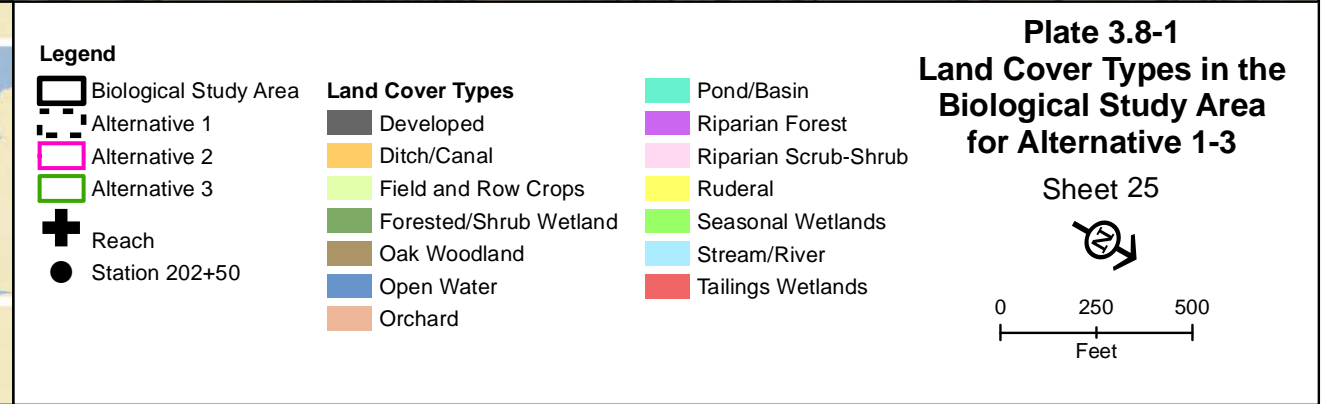 Legend
Biological Study Area
Alternative 1
Alternative 2
Alternative 3
Reach
Station 202+50
Land Cover Types
Developed
Ditch/Canal
Field and Row Crops
Forested/Shrub Wetland
Oak Woodland
Open Water
Orchard
Pond/Basin
Riparian Forest
Riparian Scrub-Shrub
Ruderal
Seasonal Wetlands
Stream/River
Tailings Wetlands
Plate 3.8-1
Land Cover Types in the
Biological Study Area
for Alternative 1-3
Sheet 25
N
0 250 500
Feet